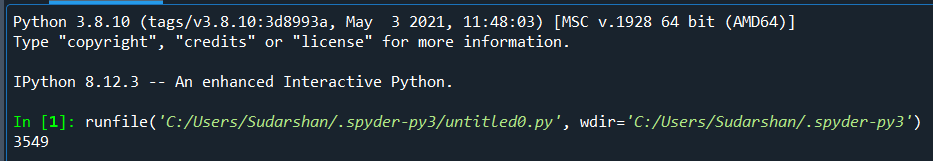 Python 3.8.10 (tags/v3.8.10:3d8993a, May  3 2021, 11:48:03) [MSC v.1928 64 bit (AMD64)]
Type "copyright", "credits" or "license" for more information.
IPython 8.12.3 -- An enhanced Interactive Python.
In [1]: runfile('C:/Users/Sudarshan/.spyder-py3/untitled0.py', wdir='C:/Users/Sudarshan/.spyder-py3')
3549